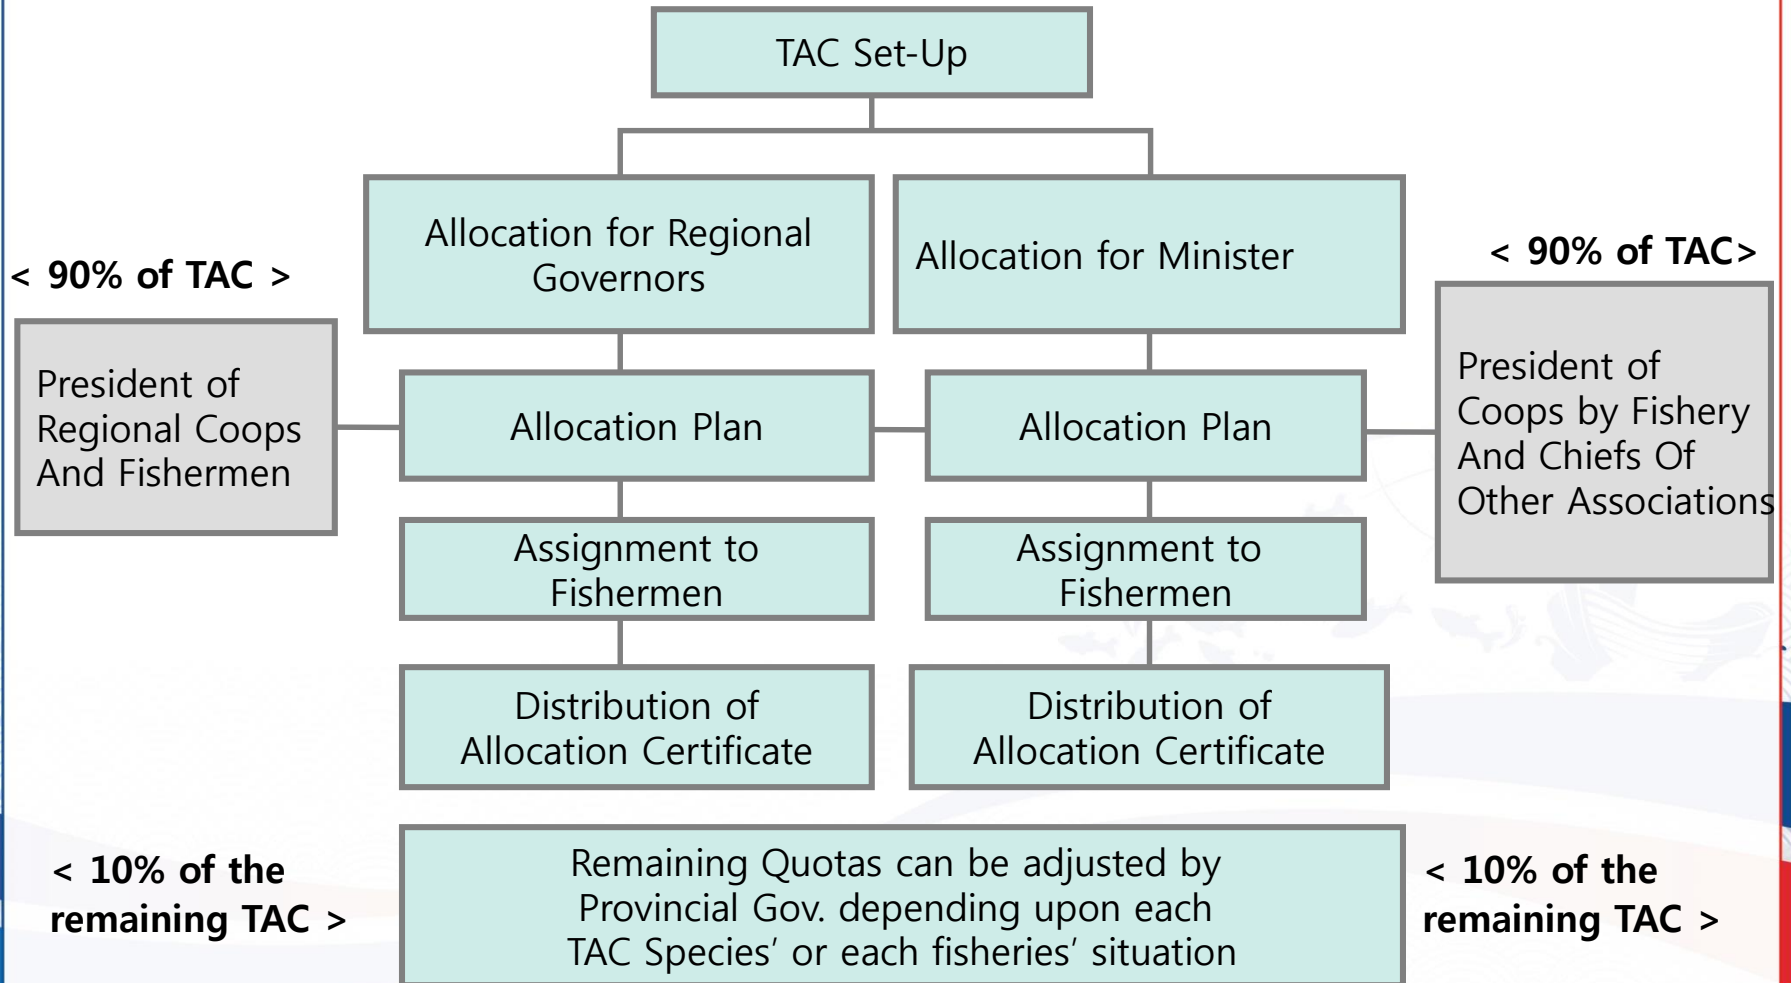 TAC Set-Up
Allocation for Regional
Governors
Allocation for Minister
< 90% of TAC >
< 90% of TAC>
President of
Regional Coops
And Fishermen
Allocation Plan
Allocation Plan
President of
Coops by Fishery
And Chiefs Of
Other Associations
Assignment to
Fishermen
Assignment to
Fishermen
Distribution of
Allocation Certificate
Distribution of
Allocation Certificate
< 10% of the
remaining TAC >
Remaining Quotas can be adjusted by
Provincial Gov. depending upon each
TAC Species’ or each fisheries’ situation
< 10% of the
remaining TAC >